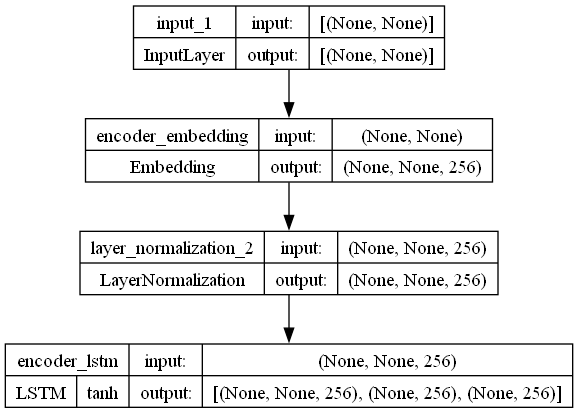 input_1 input: [(None, None)]
InputLayer output: [(None, None)]
encoder_embedding input: (None, None)
Embedding output: (None, None, 256)
layer_normalization_2 input: (None, None, 256)
LayerNormalization output: (None, None, 256)
encoder_lstm input: (None, None, 256)
LSTM tanh output: [(None, None, 256), (None, 256), (None, 256)]